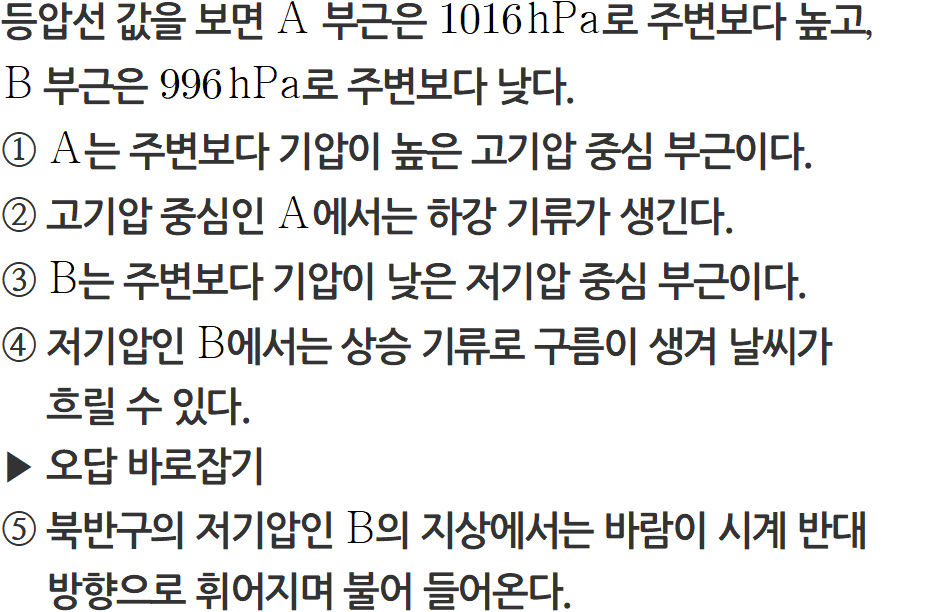 등압선 값을 보면 A 부근은 1016 hPa로 주변보다 높고,
B 부근은 996 hPa로 주변보다 낮다.
① A는 주변보다 기압이 높은 고기압 중심 부근이다.
② 고기압 중심인 A에서는 하강 기류가 생긴다.
③ B는 주변보다 기압이 낮은 저기압 중심 부근이다.
④ 저기압인 B에서는 상승 기류로 구름이 생겨 날씨가
흐릴 수 있다.
▶ 오답 바로잡기
⑤ 북반구의 저기압인 B의 지상에서는 바람이 시계 반대
방향으로 휘어지며 불어 들어온다.